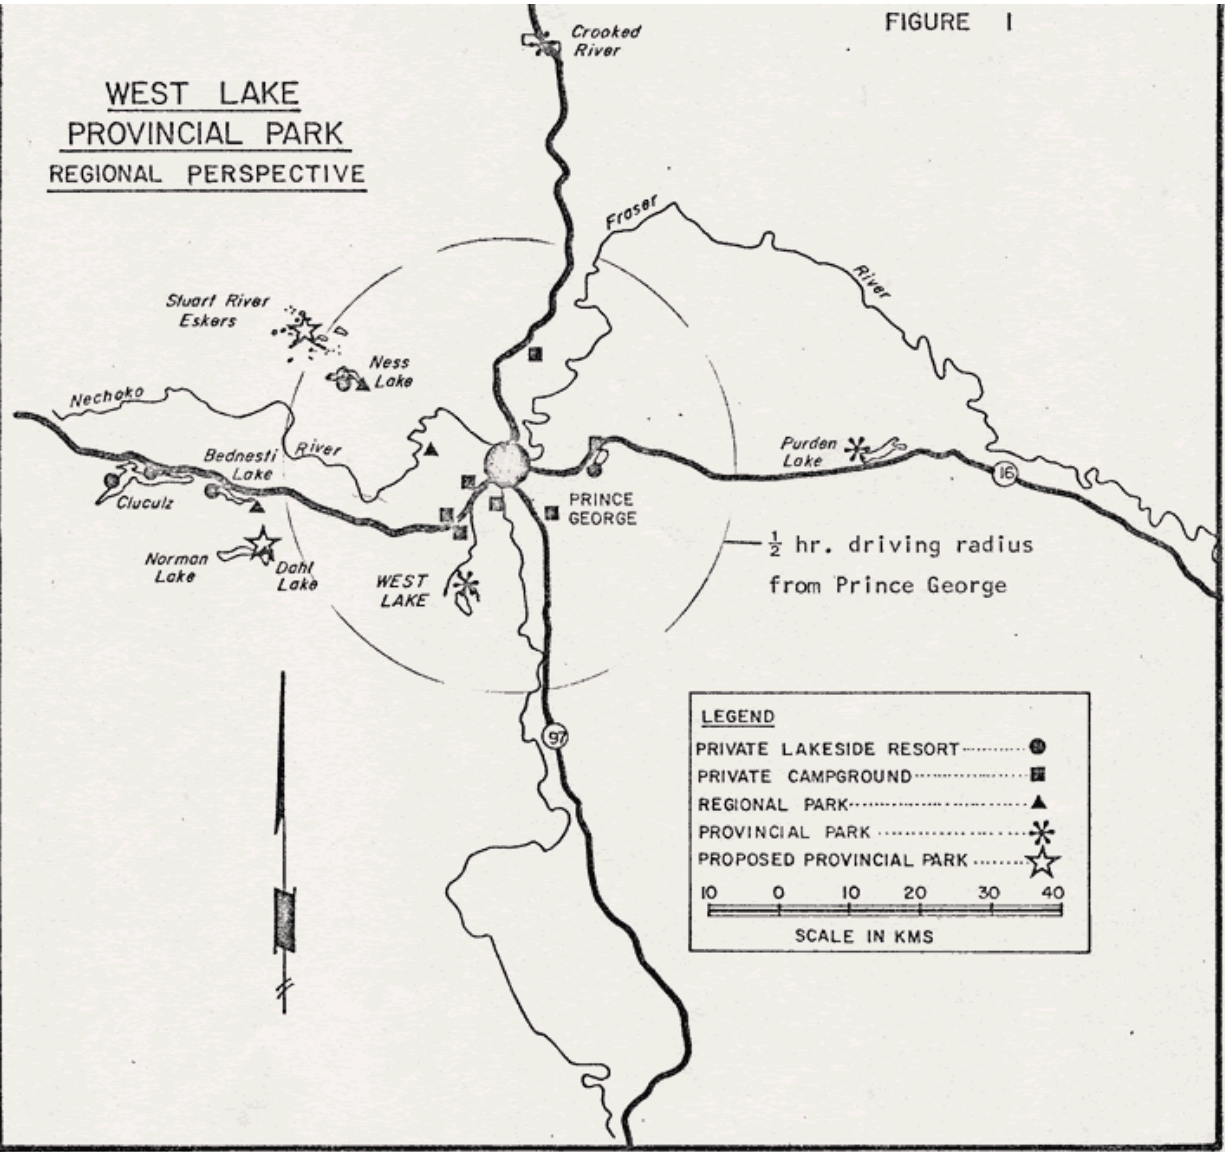 FIGURE 1
WEST LAKE
PROVINCIAL PARK
REGIONAL PERSPECTIVE
Crooked
River
Fraser
River
Stuart River
Eskers
Ness
Lake
Nechako
River
Bednesti
Lake
Cluculz
Norman
Lake
Dahl
Lake
WEST
LAKE
PRINCE
GEORGE
Purden
Lake
16
½ hr. driving radius
from Prince George
97
LEGEND
PRIVATE LAKESIDE RESORT
PRIVATE CAMPGROUND
REGIONAL PARK
PROVINCIAL PARK
PROPOSED PROVINCIAL PARK
10 0 10 20 30 40
SCALE IN KMS